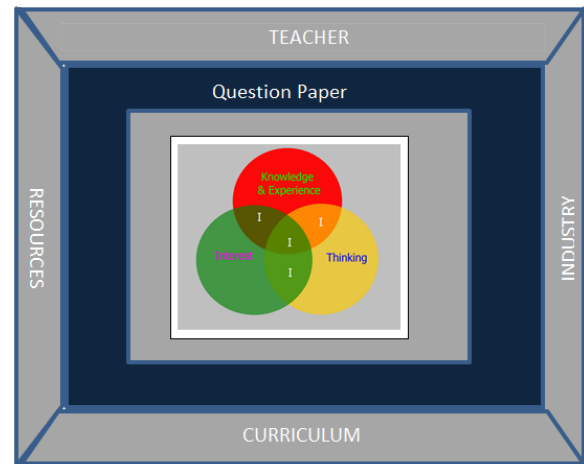 TEACHER
Question Paper
RESOURCES
INDUSTRY
Knowledge
& Experience
I
I
I
Interest
Thinking
I
CURRICULUM